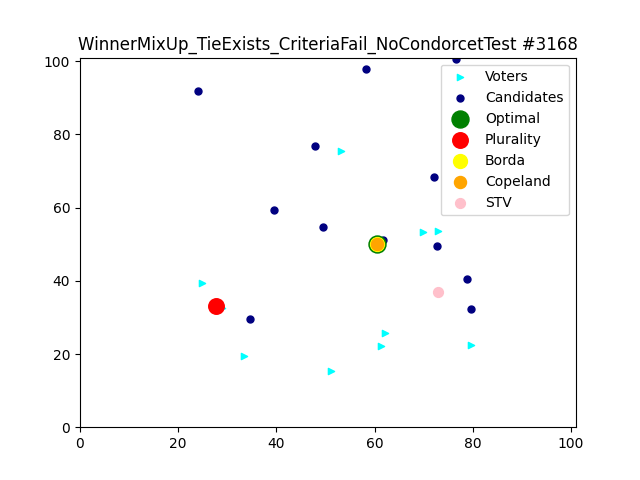 WinnerMixUp_TieExists_CriteriaFail_NoCondorcetTest #3168
100
80
60
40
20
0
Voters
Candidates
Optimal
Plurality
Borda
Copeland
STV
0 20 40 60 80 100